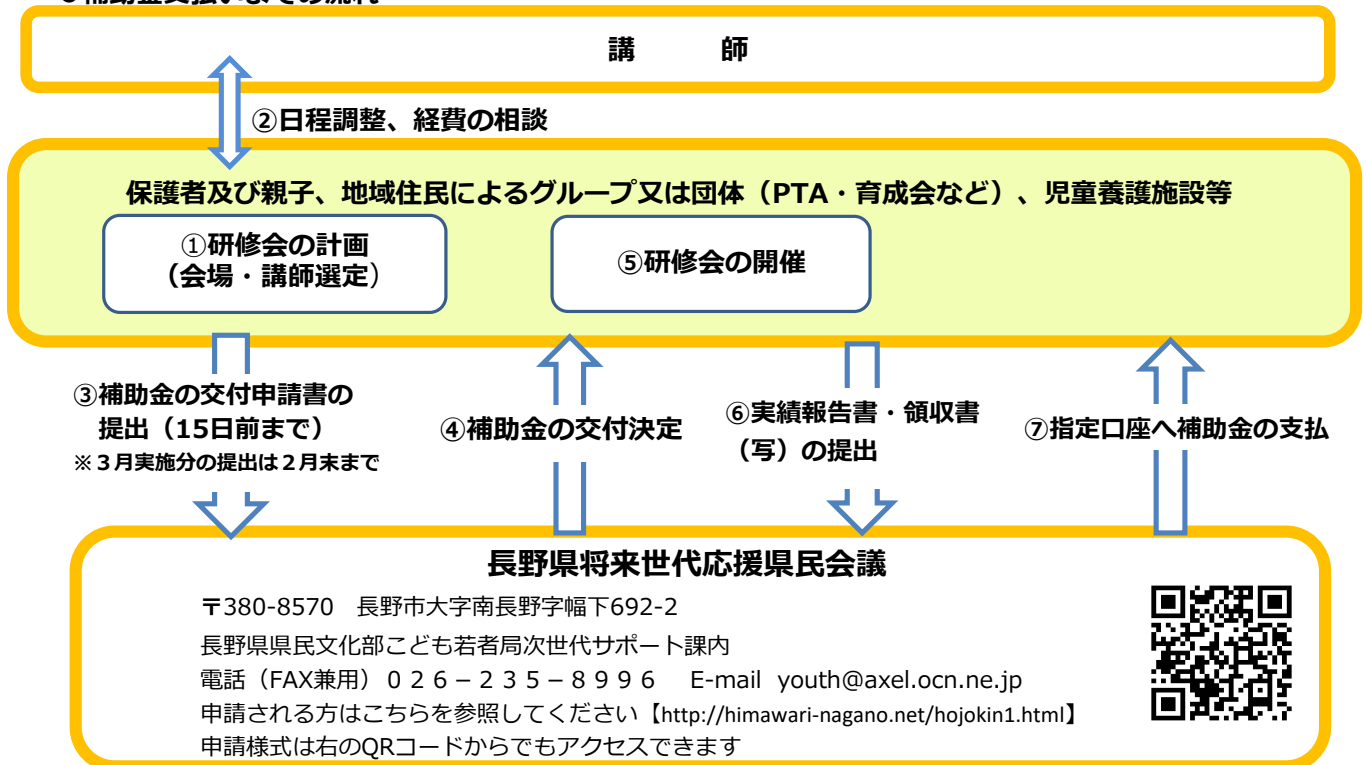 講　　師
②日程調整、経費の相談
保護者及び親子、地域住民によるグループ又は団体（PTA・育成会など）、児童養護施設等
①研修会の計画
（会場・講師選定）
⑤研修会の開催
③補助金の交付申請書の
提出（15日前まで）
※３月実施分の提出は２月末まで
④補助金の交付決定
⑥実績報告書・領収書
（写）の提出
⑦指定口座へ補助金の支払
長野県将来世代応援県民会議
〒380-8570　長野市大字南長野字幅下692-2
長野県県民文化部こども若者局次世代サポート課内
電話（FAX兼用）０２６－２３５－８９９６　E-mail youth@axel.ocn.ne.jp
申請される方はこちらを参照してください【http://himawari-nagano.net/hojokin1.html】
申請様式は右のQRコードからでもアクセスできます